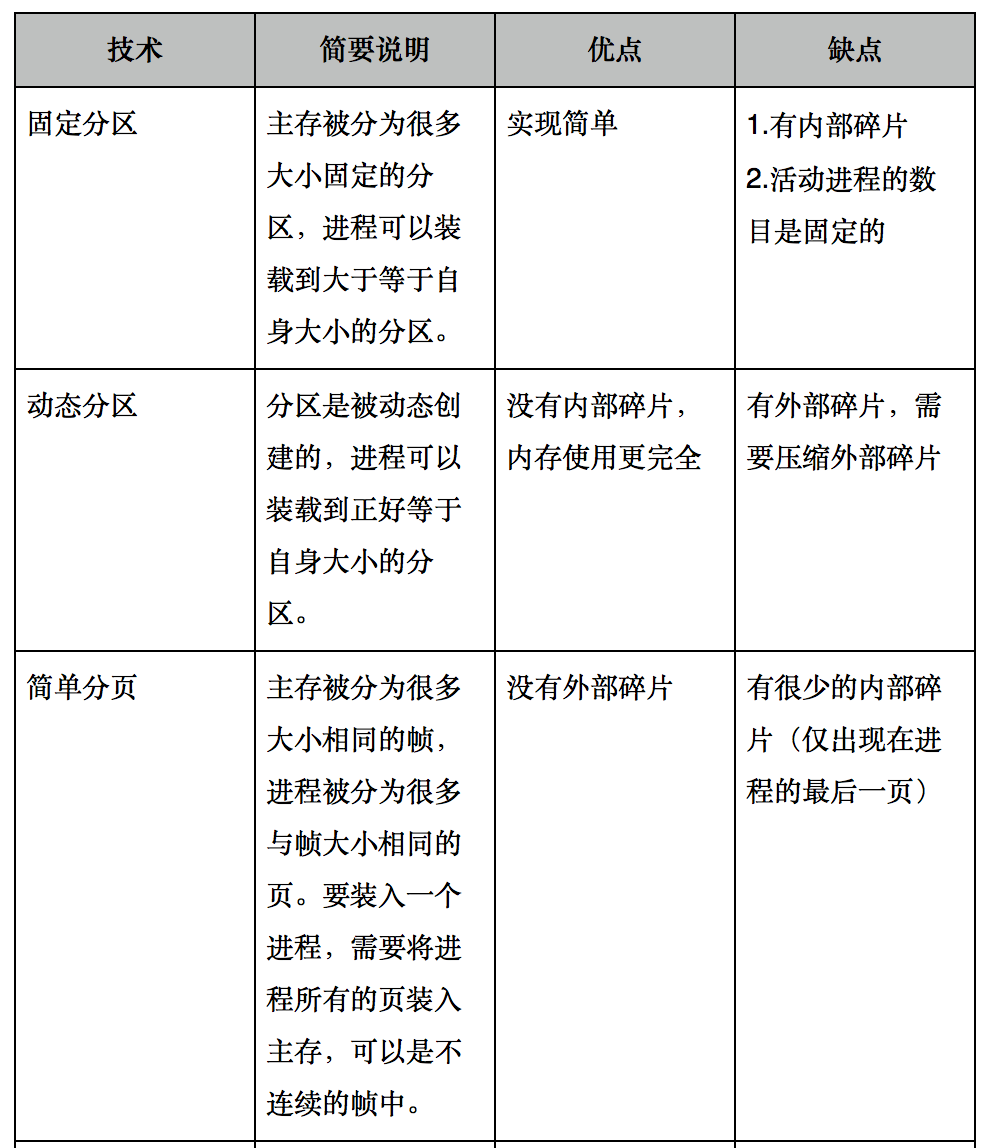 技术
简要说明
优点
缺点
固定分区
主存被分为很多
大小固定的分
区，进程可以装
载到大于等于自
身大小的分区。
实现简单
1.有内部碎片
2.活动进程的数
目是固定的
动态分区
分区是被动态创
建的，进程可以
装载到正好等于
自身大小的分
区。
没有内部碎片，
内存使用更完全
有外部碎片，需
要压缩外部碎片
简单分页
主存被分为很多
大小相同的帧，
进程被分为很多
与帧大小相同的
页。要装入一个
进程，需要将进
程所有的页装入
主存，可以是不
连续的帧中。
没有外部碎片
有很少的内部碎
片（仅出现在进
程的最后一页）